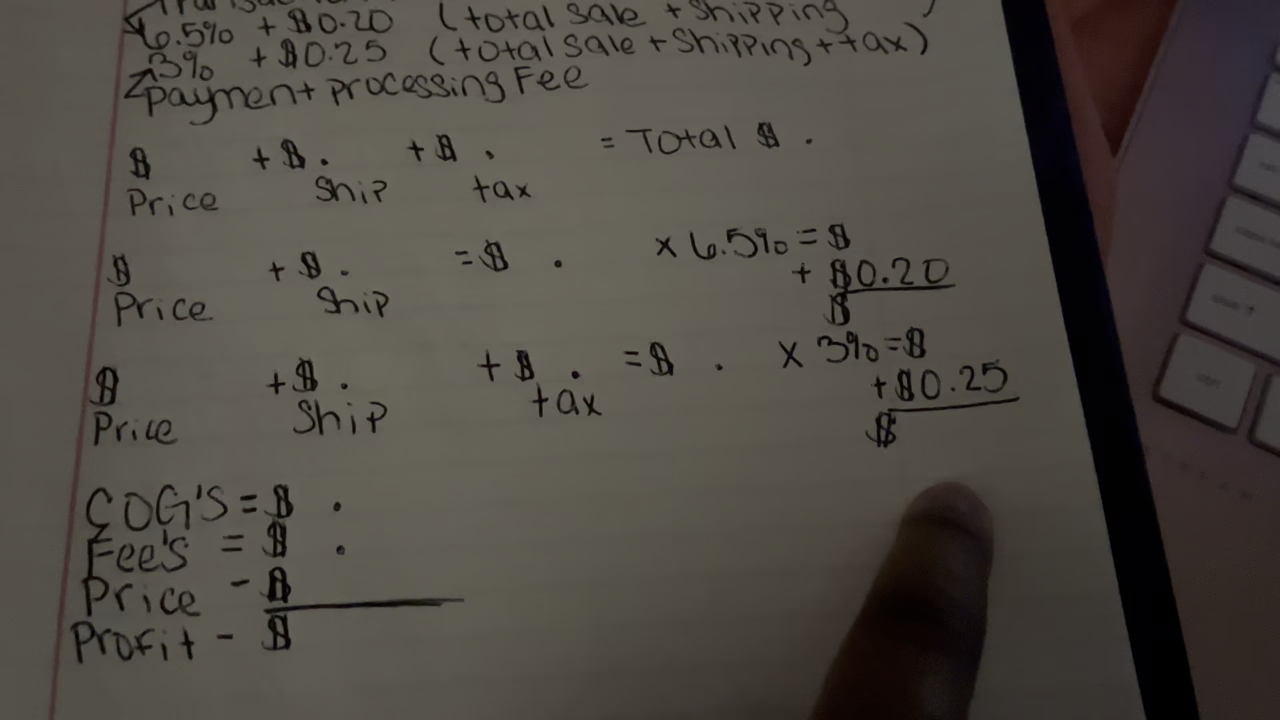 6.5% + $0.20 (total sale + shipping )
3% + $0.25 (total sale + shipping + tax)
payment processing Fee
$ + $ . + $ . = Total $ .
Price Ship tax
$ + $ . = $ . x 6.5% = $
+ $0.20
Price Ship $
$ + $ . + $ . = $ . x 3% = $
+ $0.25
Price Ship tax $
COG'S = $ .
Fee's = $ .
Price - $
Profit - $